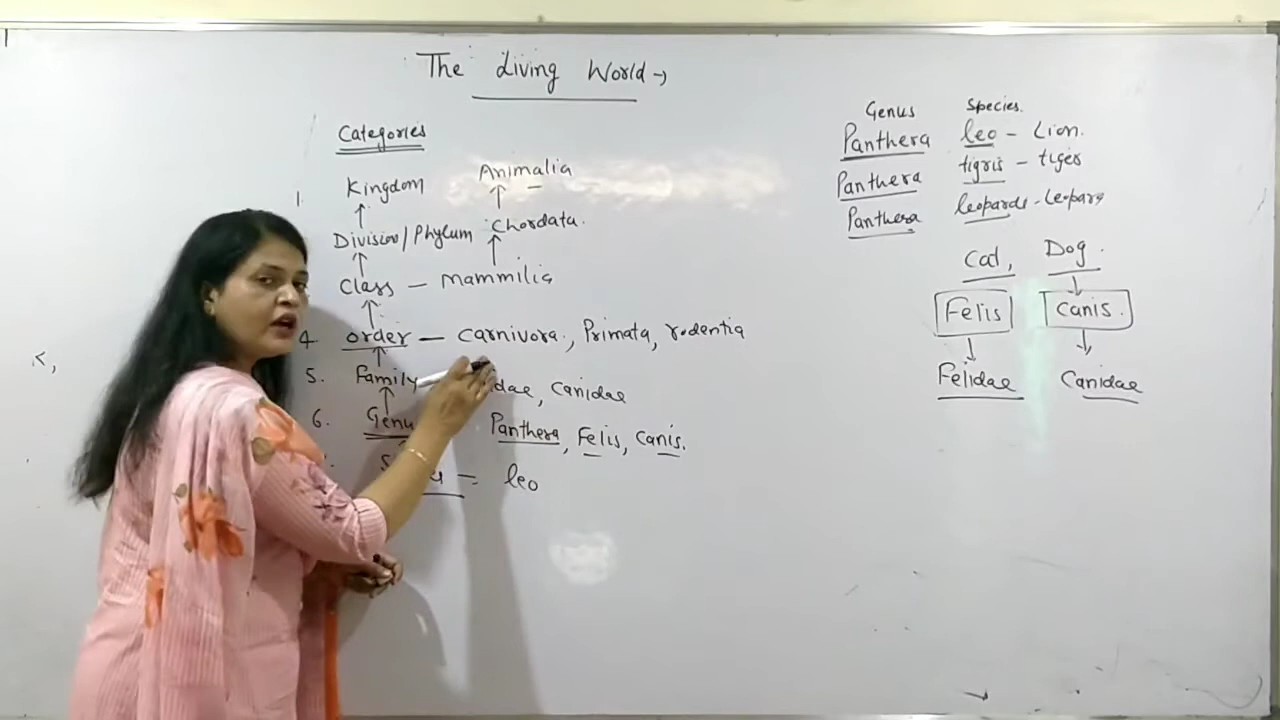 The Living World →
Categories
1. Kingdom Animalia
Division/Phylum Chordata.
Class – Mammilia
4. order – Carnivora, Primata, rodentia
5. Family dae, Canidae
6. Genu Panthera, Felis, Canis.
= leo
Genus Species.
Panthera leo – Lion.
Panthera tigris – tiger
Panthera leopards - Leopard
Cat, Dog.
Felis Canis.
Felidae Canidae